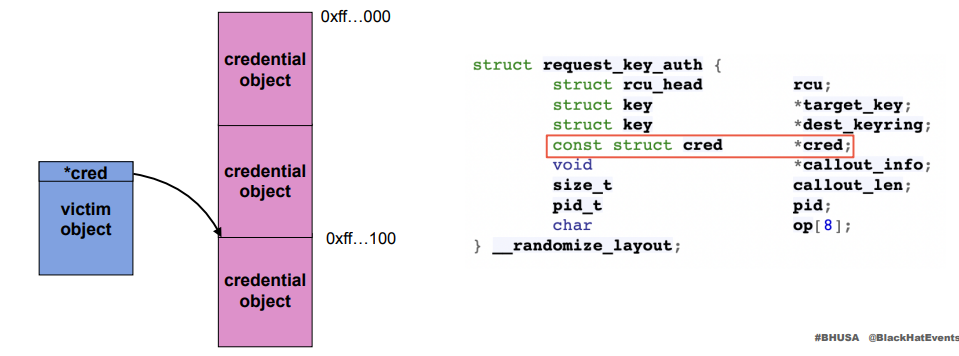 0xff…000
credential
object
credential
object
*cred
victim
object
0xff…100
credential
object
struct request_key_auth {
struct rcu_head rcu;
struct key *target_key;
struct key *dest_keyring;
const struct cred *cred;
void *callout_info;
size_t callout_len;
pid_t pid;
char op[8];
} __randomize_layout;
#BHUSA @BlackHatEvents